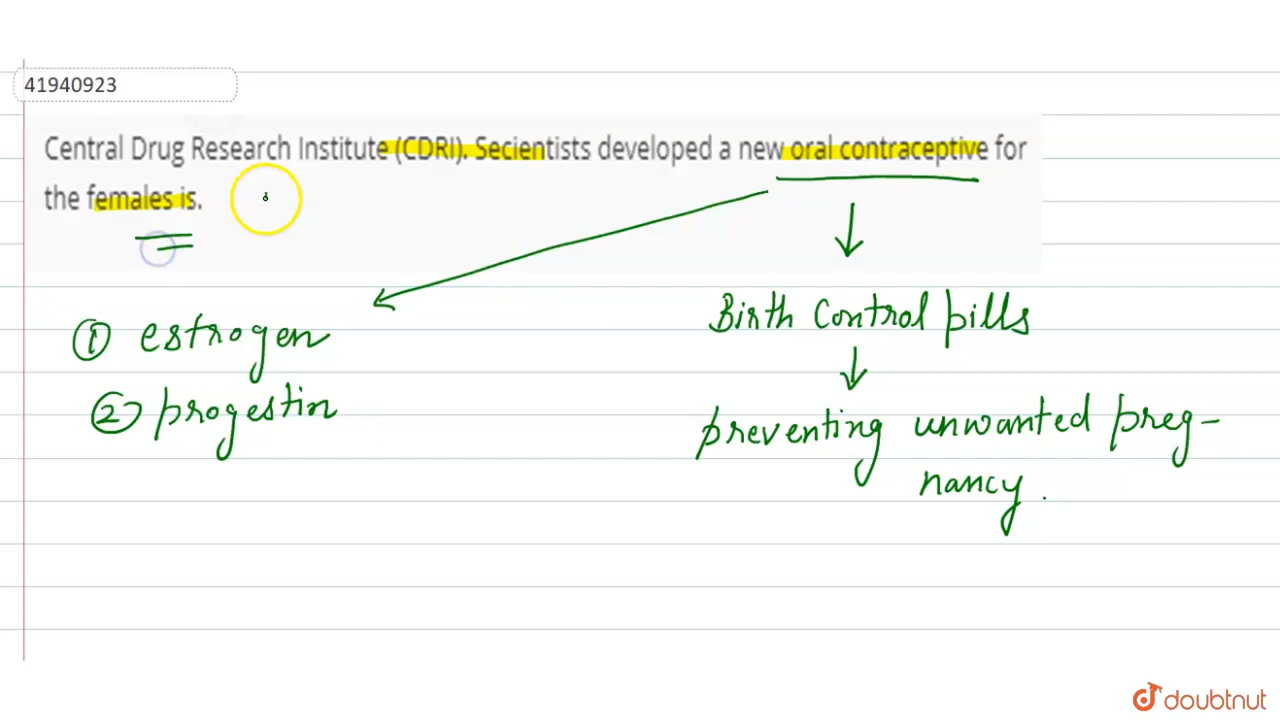 41940923
Central Drug Research Institute (CDRI). Secientists developed a new oral contraceptive for
the females is.
Birth Control pills
① estrogen
② progestin
preventing unwanted preg-
nancy.
doubtnut